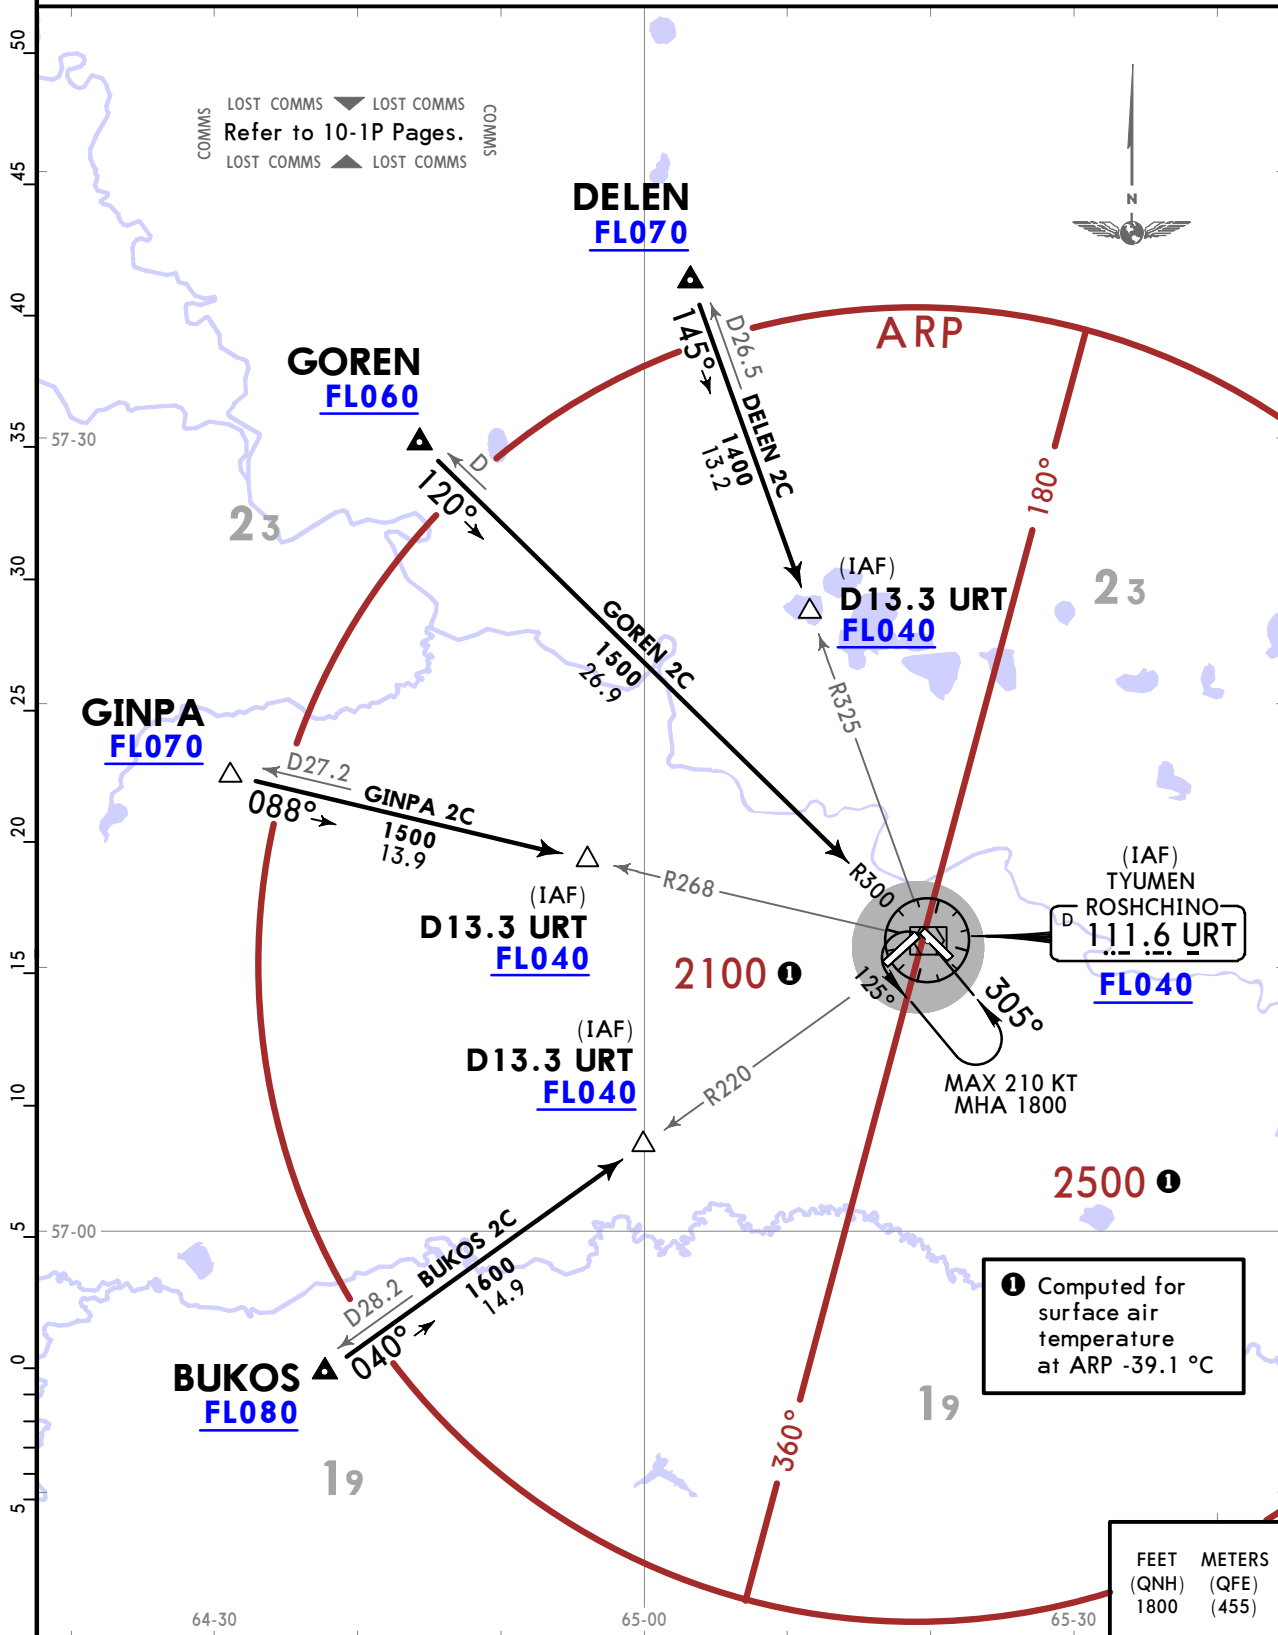 LOST COMMS LOST COMMS
COMMS
Refer to 10-1P Pages.
COMMS
LOST COMMS LOST COMMS
50
45
40
35
30
25
20
15
10
5
0
5
N
DELEN
FL070
145°
D26.5
DELEN 2C
1400
13.2
ARP
GOREN
FL060
120°
D
GOREN 2C
1500
26.9
57-30
23
180°
23
(IAF)
D13.3 URT
FL040
R325
GINPA
FL070
D27.2
088°
GINPA 2C
1500
13.9
R268
R300
(IAF)
D13.3 URT
FL040
(IAF)
TYUMEN
ROSHCHINO
D 111.6 URT
FL040
2100 1
125°
305°
(IAF)
D13.3 URT
FL040
R220
MAX 210 KT
MHA 1800
2500 1
57-00
BUKOS 2C
1600
14.9
D28.2
040°
BUKOS
FL080
1 Computed for
surface air
temperature
at ARP -39.1 °C
19
360°
19
FEET METERS
(QNH) (QFE)
1800 (455)
64-30
65-00
65-30